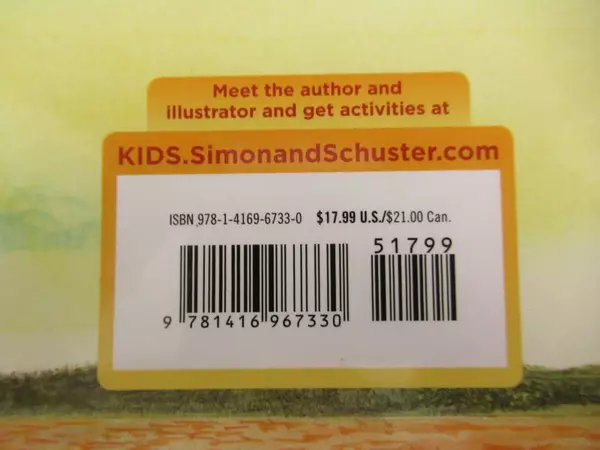 Meet the author and
illustrator and get activities at
KIDS.SimonandSchuster.com
ISBN 978-1-4169-6733-0 $17.99 U.S./$21.00 Can.
51799
9 781416 967330